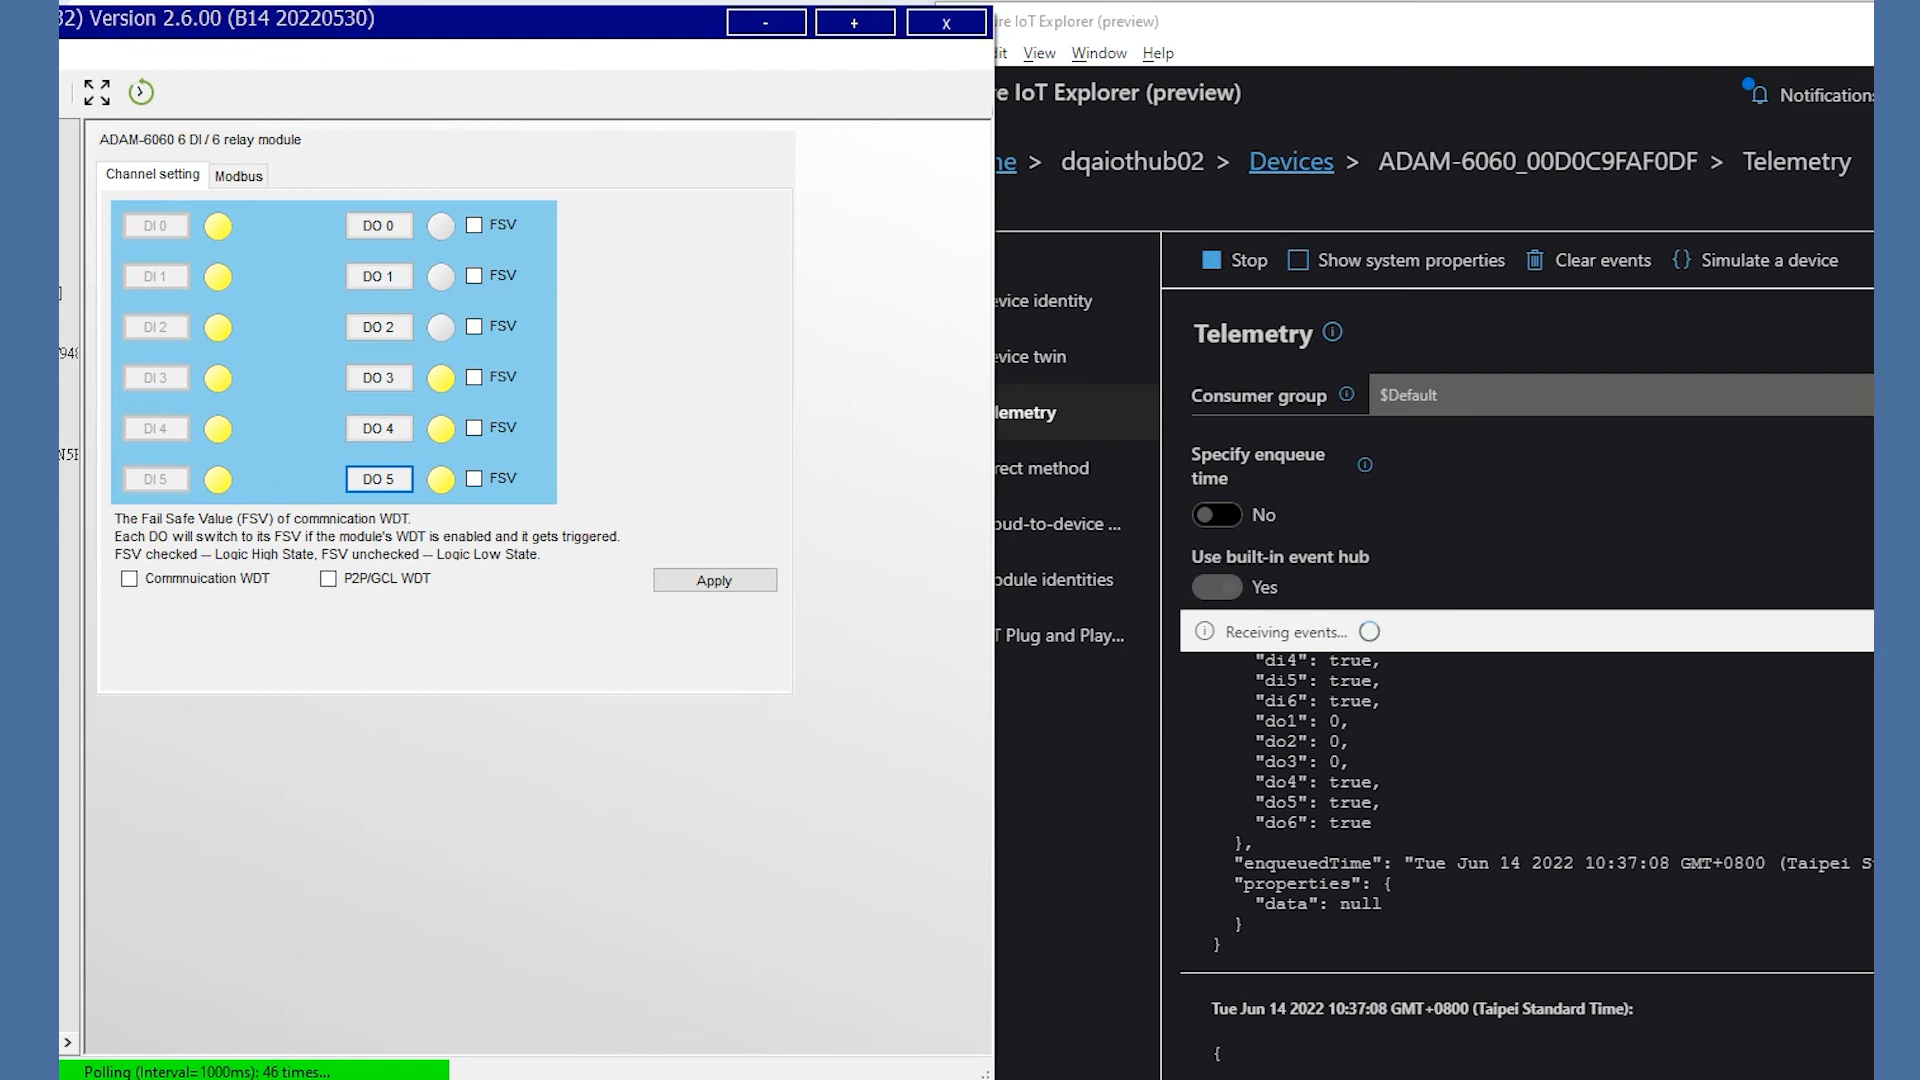 32) Version 2.6.00 (B14 20220530)
-
+
x
ADAM-6060 6 DI / 6 relay module
Channel setting
Modbus
DI 0
DO 0
FSV
DI 1
DO 1
FSV
DI 2
DO 2
FSV
DI 3
DO 3
FSV
DI 4
DO 4
FSV
DI 5
DO 5
FSV
The Fail Safe Value (FSV) of commnication WDT.
Each DO will switch to its FSV if the module's WDT is enabled and it gets triggered.
FSV checked -- Logic High State, FSV unchecked -- Logic Low State.
Commnuication WDT
P2P/GCL WDT
Apply
Polling (Interval=1000ms): 46 times...
ure IoT Explorer (preview)
dit View Window Help
re IoT Explorer (preview)
Notifications
ne > dqaiothub02 > Devices > ADAM-6060_00D0C9FAF0DF > Telemetry
Stop
Show system properties
Clear events
{} Simulate a device
evice identity
evice twin
lemetry
rect method
oud-to-device ...
odule identities
T Plug and Play...
Telemetry
Consumer group
$Default
Specify enqueue
time
No
Use built-in event hub
Yes
Receiving events...
"di4": true,
"di5": true,
"di6": true,
"do1": 0,
"do2": 0,
"do3": 0,
"do4": true,
"do5": true,
"do6": true
},
"enqueuedTime": "Tue Jun 14 2022 10:37:08 GMT+0800 (Taipei S
"properties": {
"data": null
}
}
Tue Jun 14 2022 10:37:08 GMT+0800 (Taipei Standard Time):
{